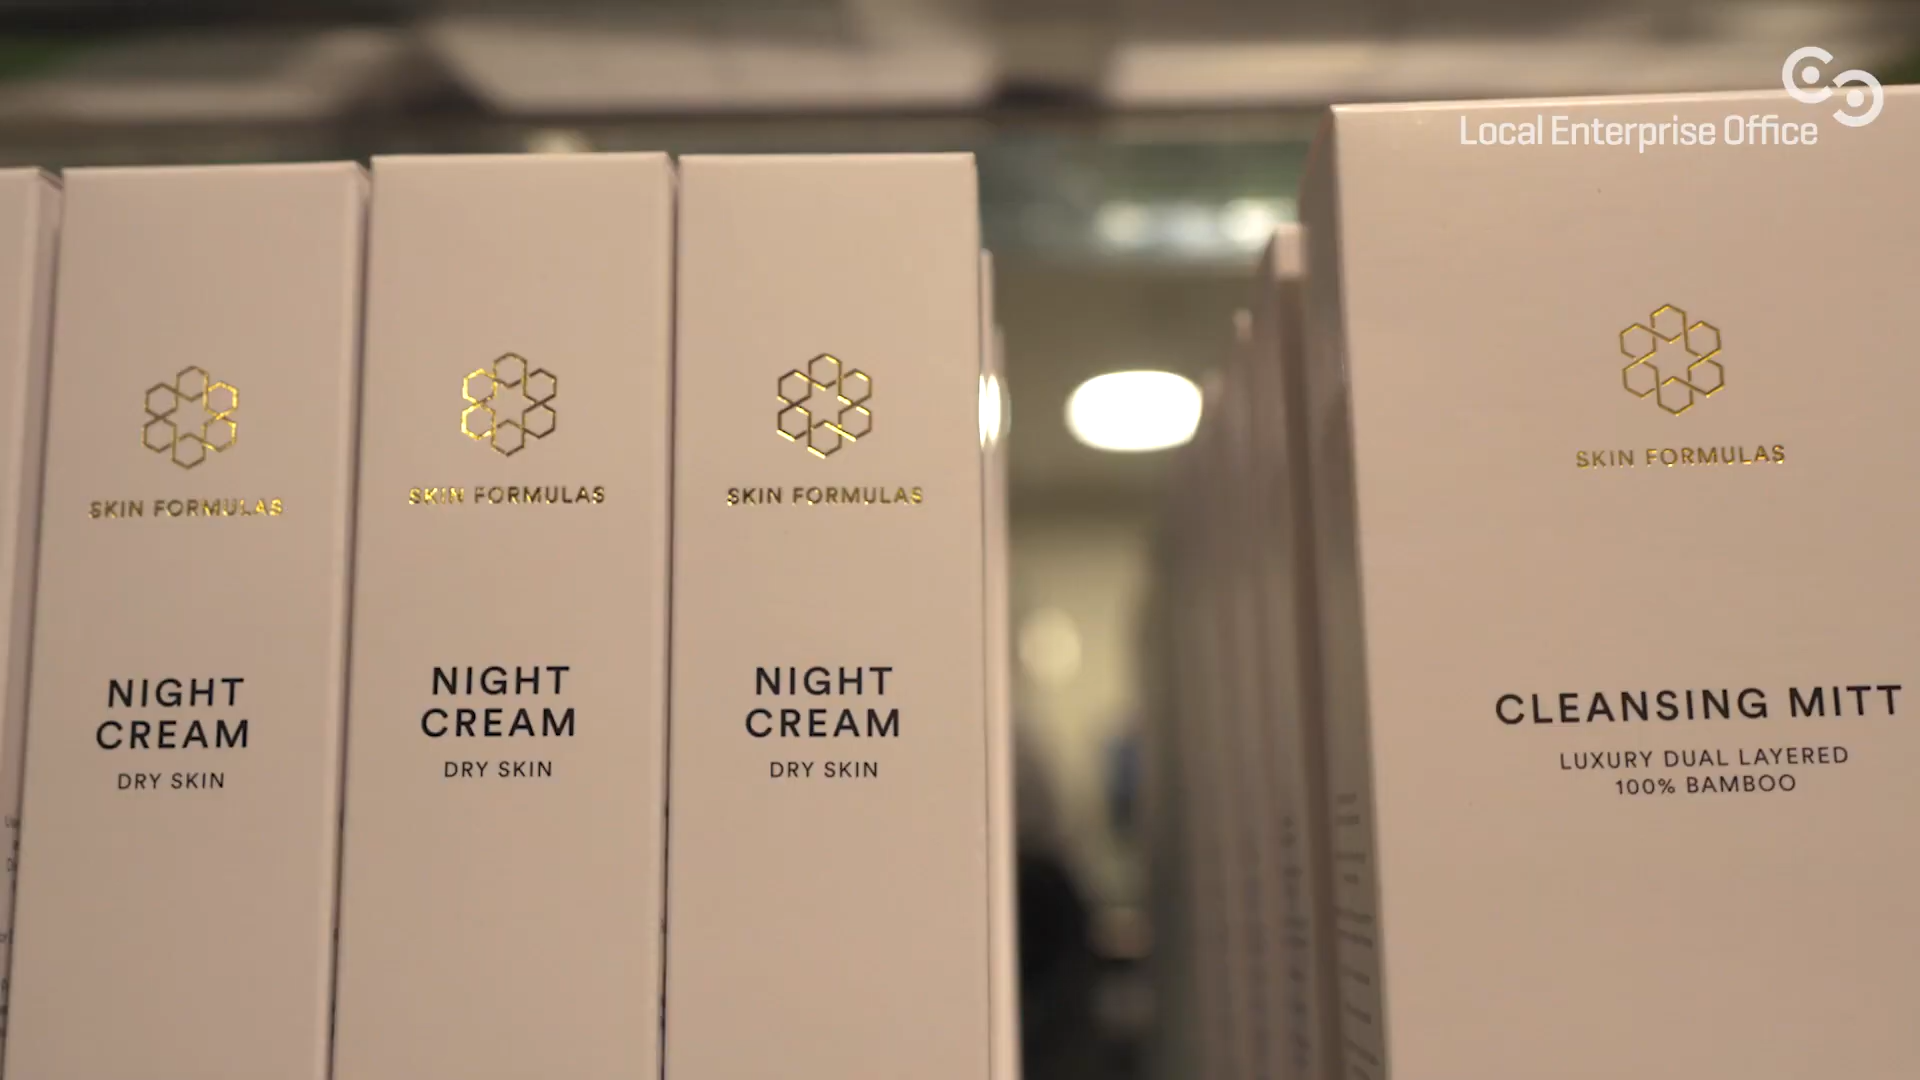 Local Enterprise Office
SKIN FORMULAS
NIGHT
CREAM
DRY SKIN
SKIN FORMULAS
NIGHT
CREAM
DRY SKIN
SKIN FORMULAS
NIGHT
CREAM
DRY SKIN
SKIN FORMULAS
CLEANSING MITT
LUXURY DUAL LAYERED
100% BAMBOO